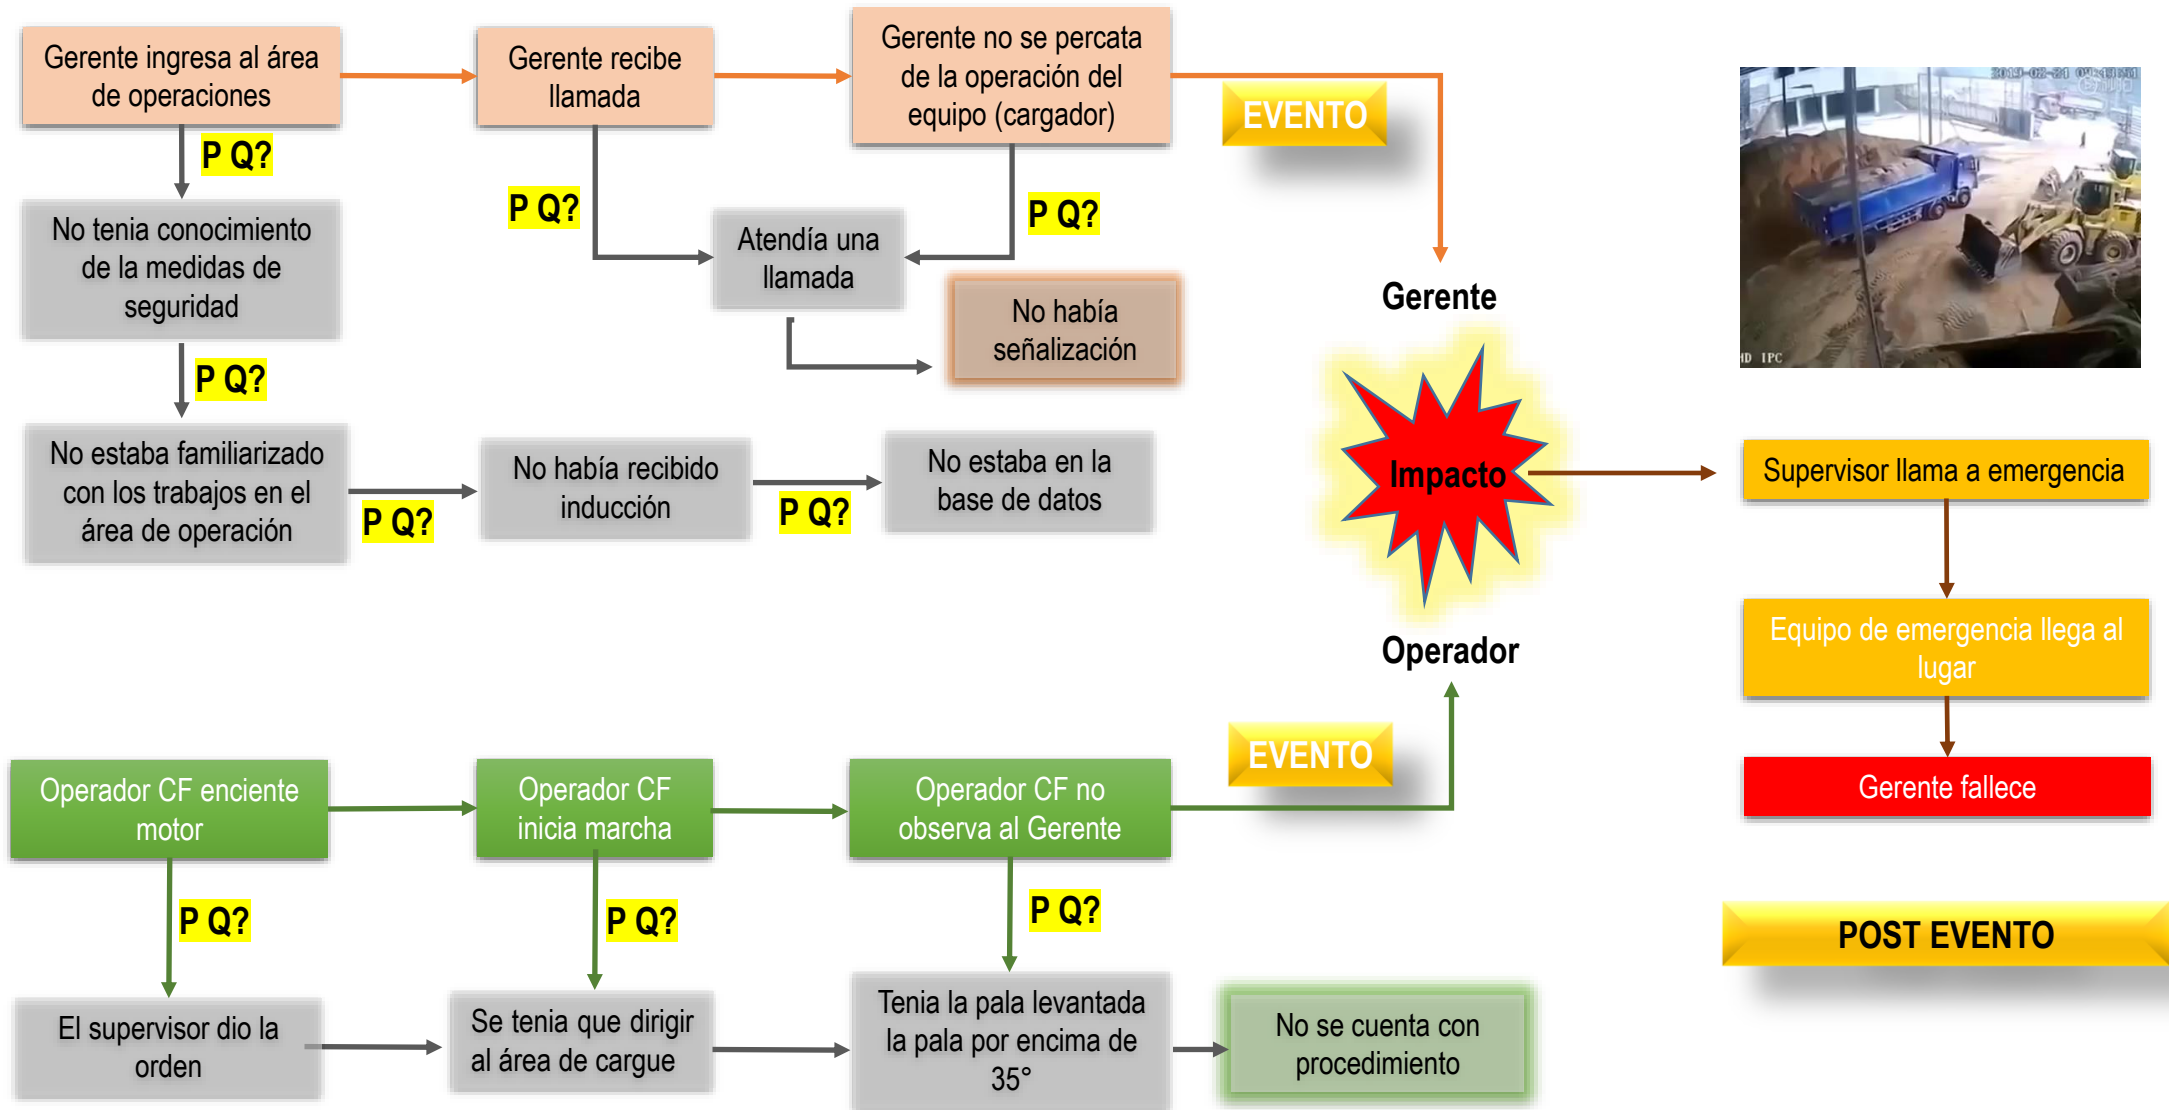 Gerente ingresa al área
de operaciones
Gerente recibe
llamada
Gerente no se percata
de la operación del
equipo (cargador)
EVENTO
P Q?
P Q?
P Q?
No tenia conocimiento
de la medidas de
seguridad
Atendía una
llamada
No había
señalización
Gerente
HD IPC
P Q?
No estaba familiarizado
con los trabajos en el
área de operación
P Q?
No había recibido
inducción
P Q?
No estaba en la
base de datos
Impacto
Supervisor llama a emergencia
Equipo de emergencia llega al
lugar
Gerente fallece
Operador
EVENTO
Operador CF enciente
motor
Operador CF
inicia marcha
Operador CF no
observa al Gerente
P Q?
P Q?
P Q?
POST EVENTO
El supervisor dio la
orden
Se tenia que dirigir
al área de cargue
Tenia la pala levantada
la pala por encima de
35°
No se cuenta con
procedimiento